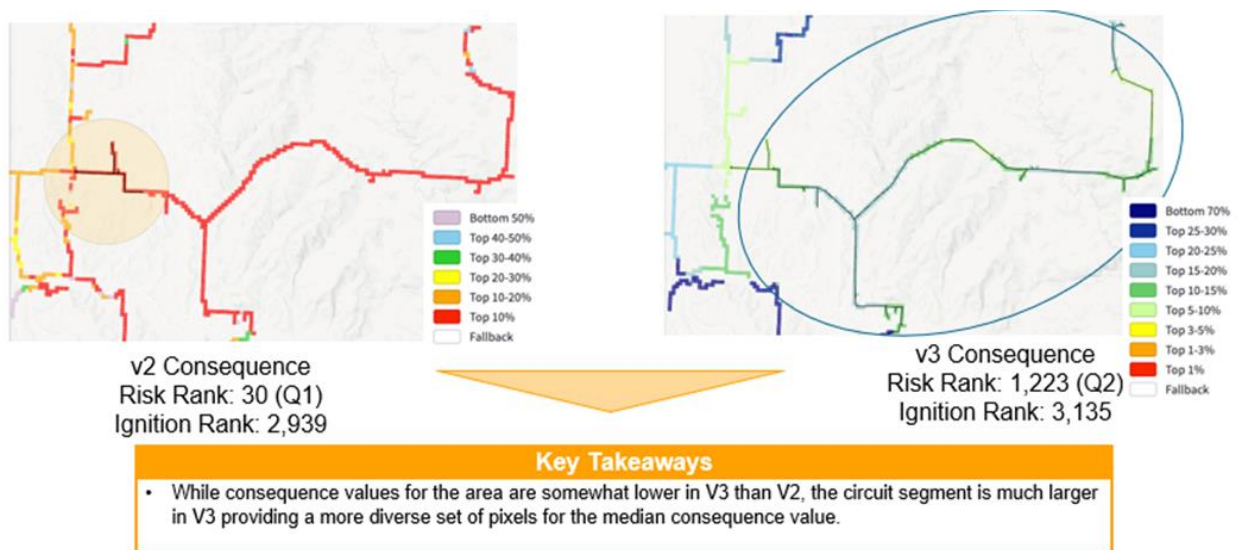 Bottom 50%
Top 40-50%
Top 30-40%
Top 20-30%
Top 10-20%
Top 10%
Fallback
Bottom 70%
Top 25-30%
Top 20-25%
Top 15-20%
Top 10-15%
Top 5-10%
Top 3-5%
Top 1-3%
Top 1%
Fallback
v2 Consequence
Risk Rank: 30 (Q1)
Ignition Rank: 2,939
v3 Consequence
Risk Rank: 1,223 (Q2)
Ignition Rank: 3,135
Key Takeaways
• While consequence values for the area are somewhat lower in V3 than V2, the circuit segment is much larger
in V3 providing a more diverse set of pixels for the median consequence value.